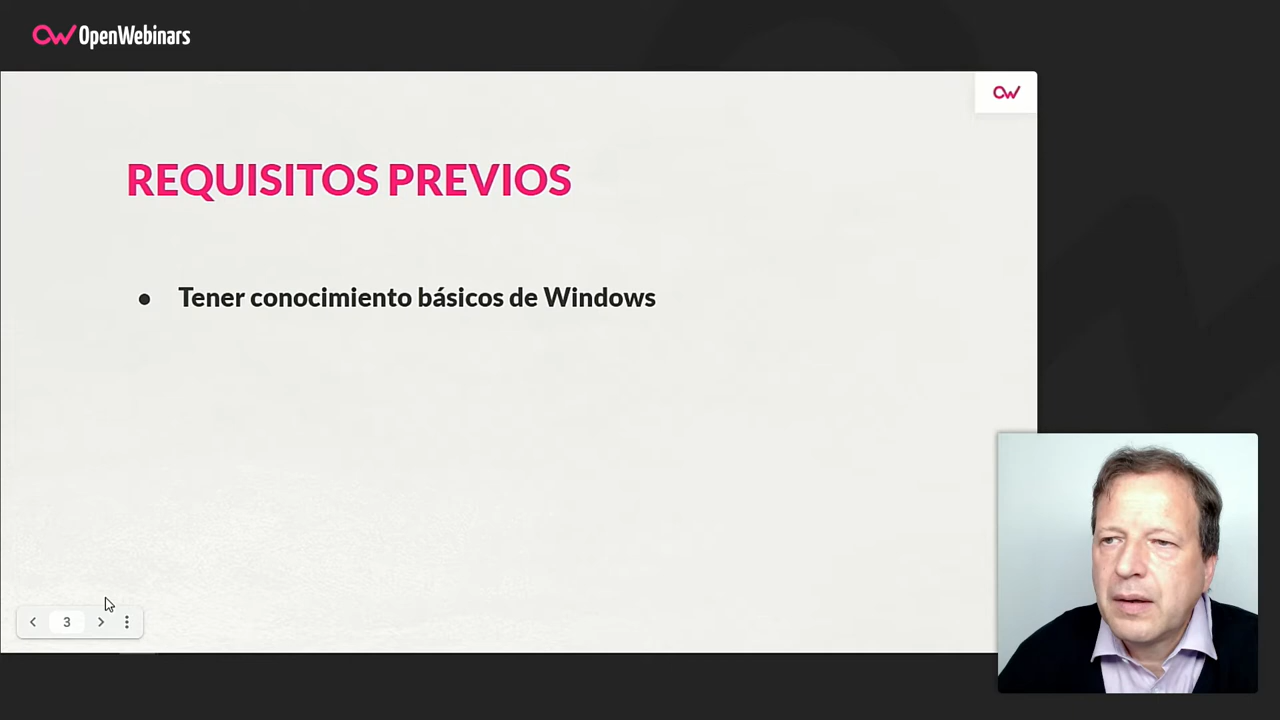 OpenWebinars
REQUISITOS PREVIOS
● Tener conocimiento básicos de Windows
3